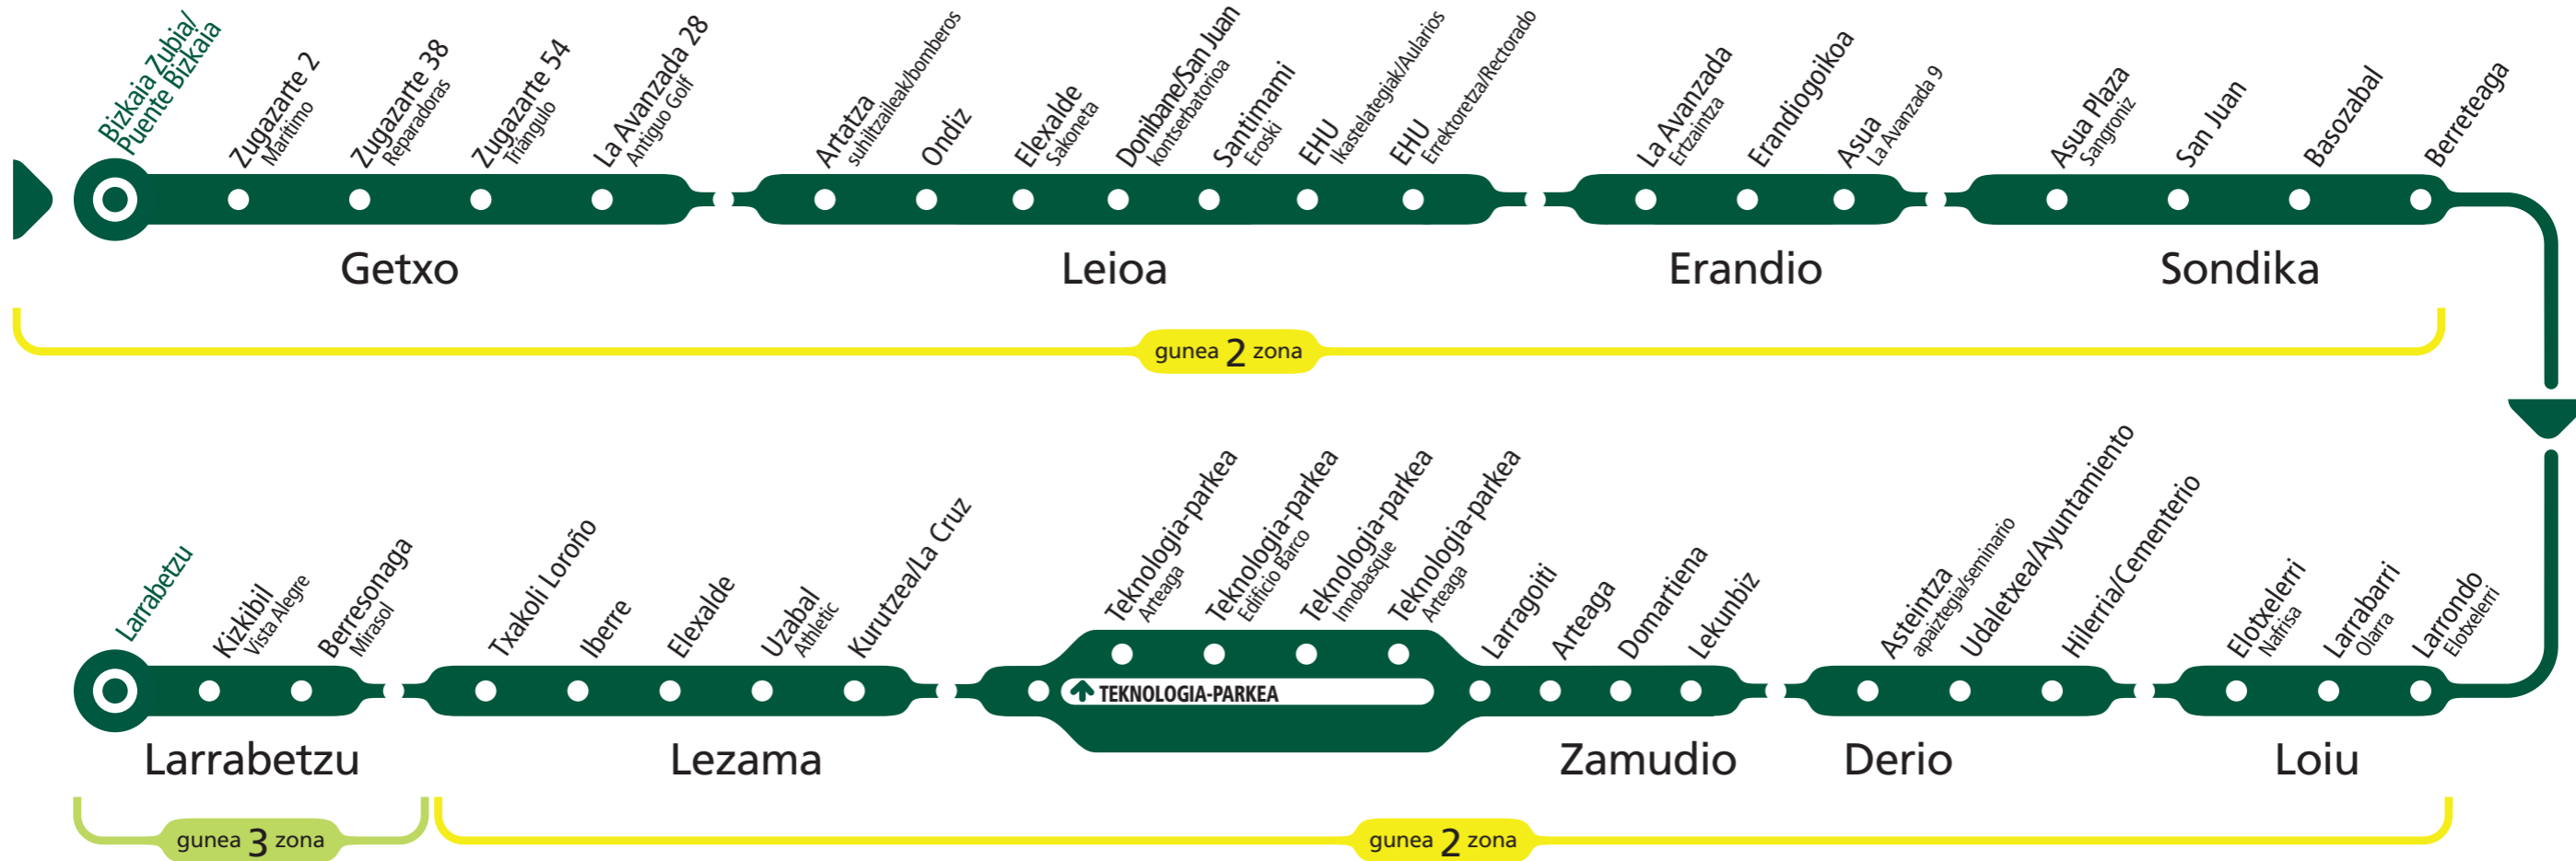 Bizkaia Zubia/
Puente Bizkaia
Zugazarte 2
Marítimo
Zugazarte 38
Reparadoras
Zugazarte 54
Triángulo
La Avanzada 28
Antiguo Golf
Artatza
suhiltzaileak/bomberos
Ondiz
Elexalde
Sakoneta
Donibane/San Juan
kontserbatorioa
Santimami
Eroski
EHU
Ikastelategiak/Aularios
EHU
Errektoretza/Rectorado
La Avanzada
Ertzaintza
Erandiogoikoa
Asua
La Avanzada 9
Asua Plaza
Sangroniz
San Juan
Basozabal
Berreteaga
Getxo
Leioa
Erandio
Sondika
gunea 2 zona
Larrabetzu
Kizkibil
Vista Alegre
Berresonaga
Mirasol
Txakoli Loroño
Iberre
Elexalde
Uzabal
Athletic
Kurutzea/La Cruz
Teknologia-parkea
Arteaga
Teknologia-parkea
Edificio Barco
Teknologia-parkea
Innobasque
Teknologia-parkea
Arteaga
Larragoiti
Arteaga
Domartiena
Lekunbiz
Asteintza
apaiztegia/seminario
Udaletxea/Ayuntamiento
Hilerria/Cementerio
Elotxelerri
Nafrisa
Larrabarri
Olarra
Larrondo
Elotxelerri
TEKNOLOGIA-PARKEA
Larrabetzu
Lezama
Zamudio
Derio
Loiu
gunea 3 zona
gunea 2 zona